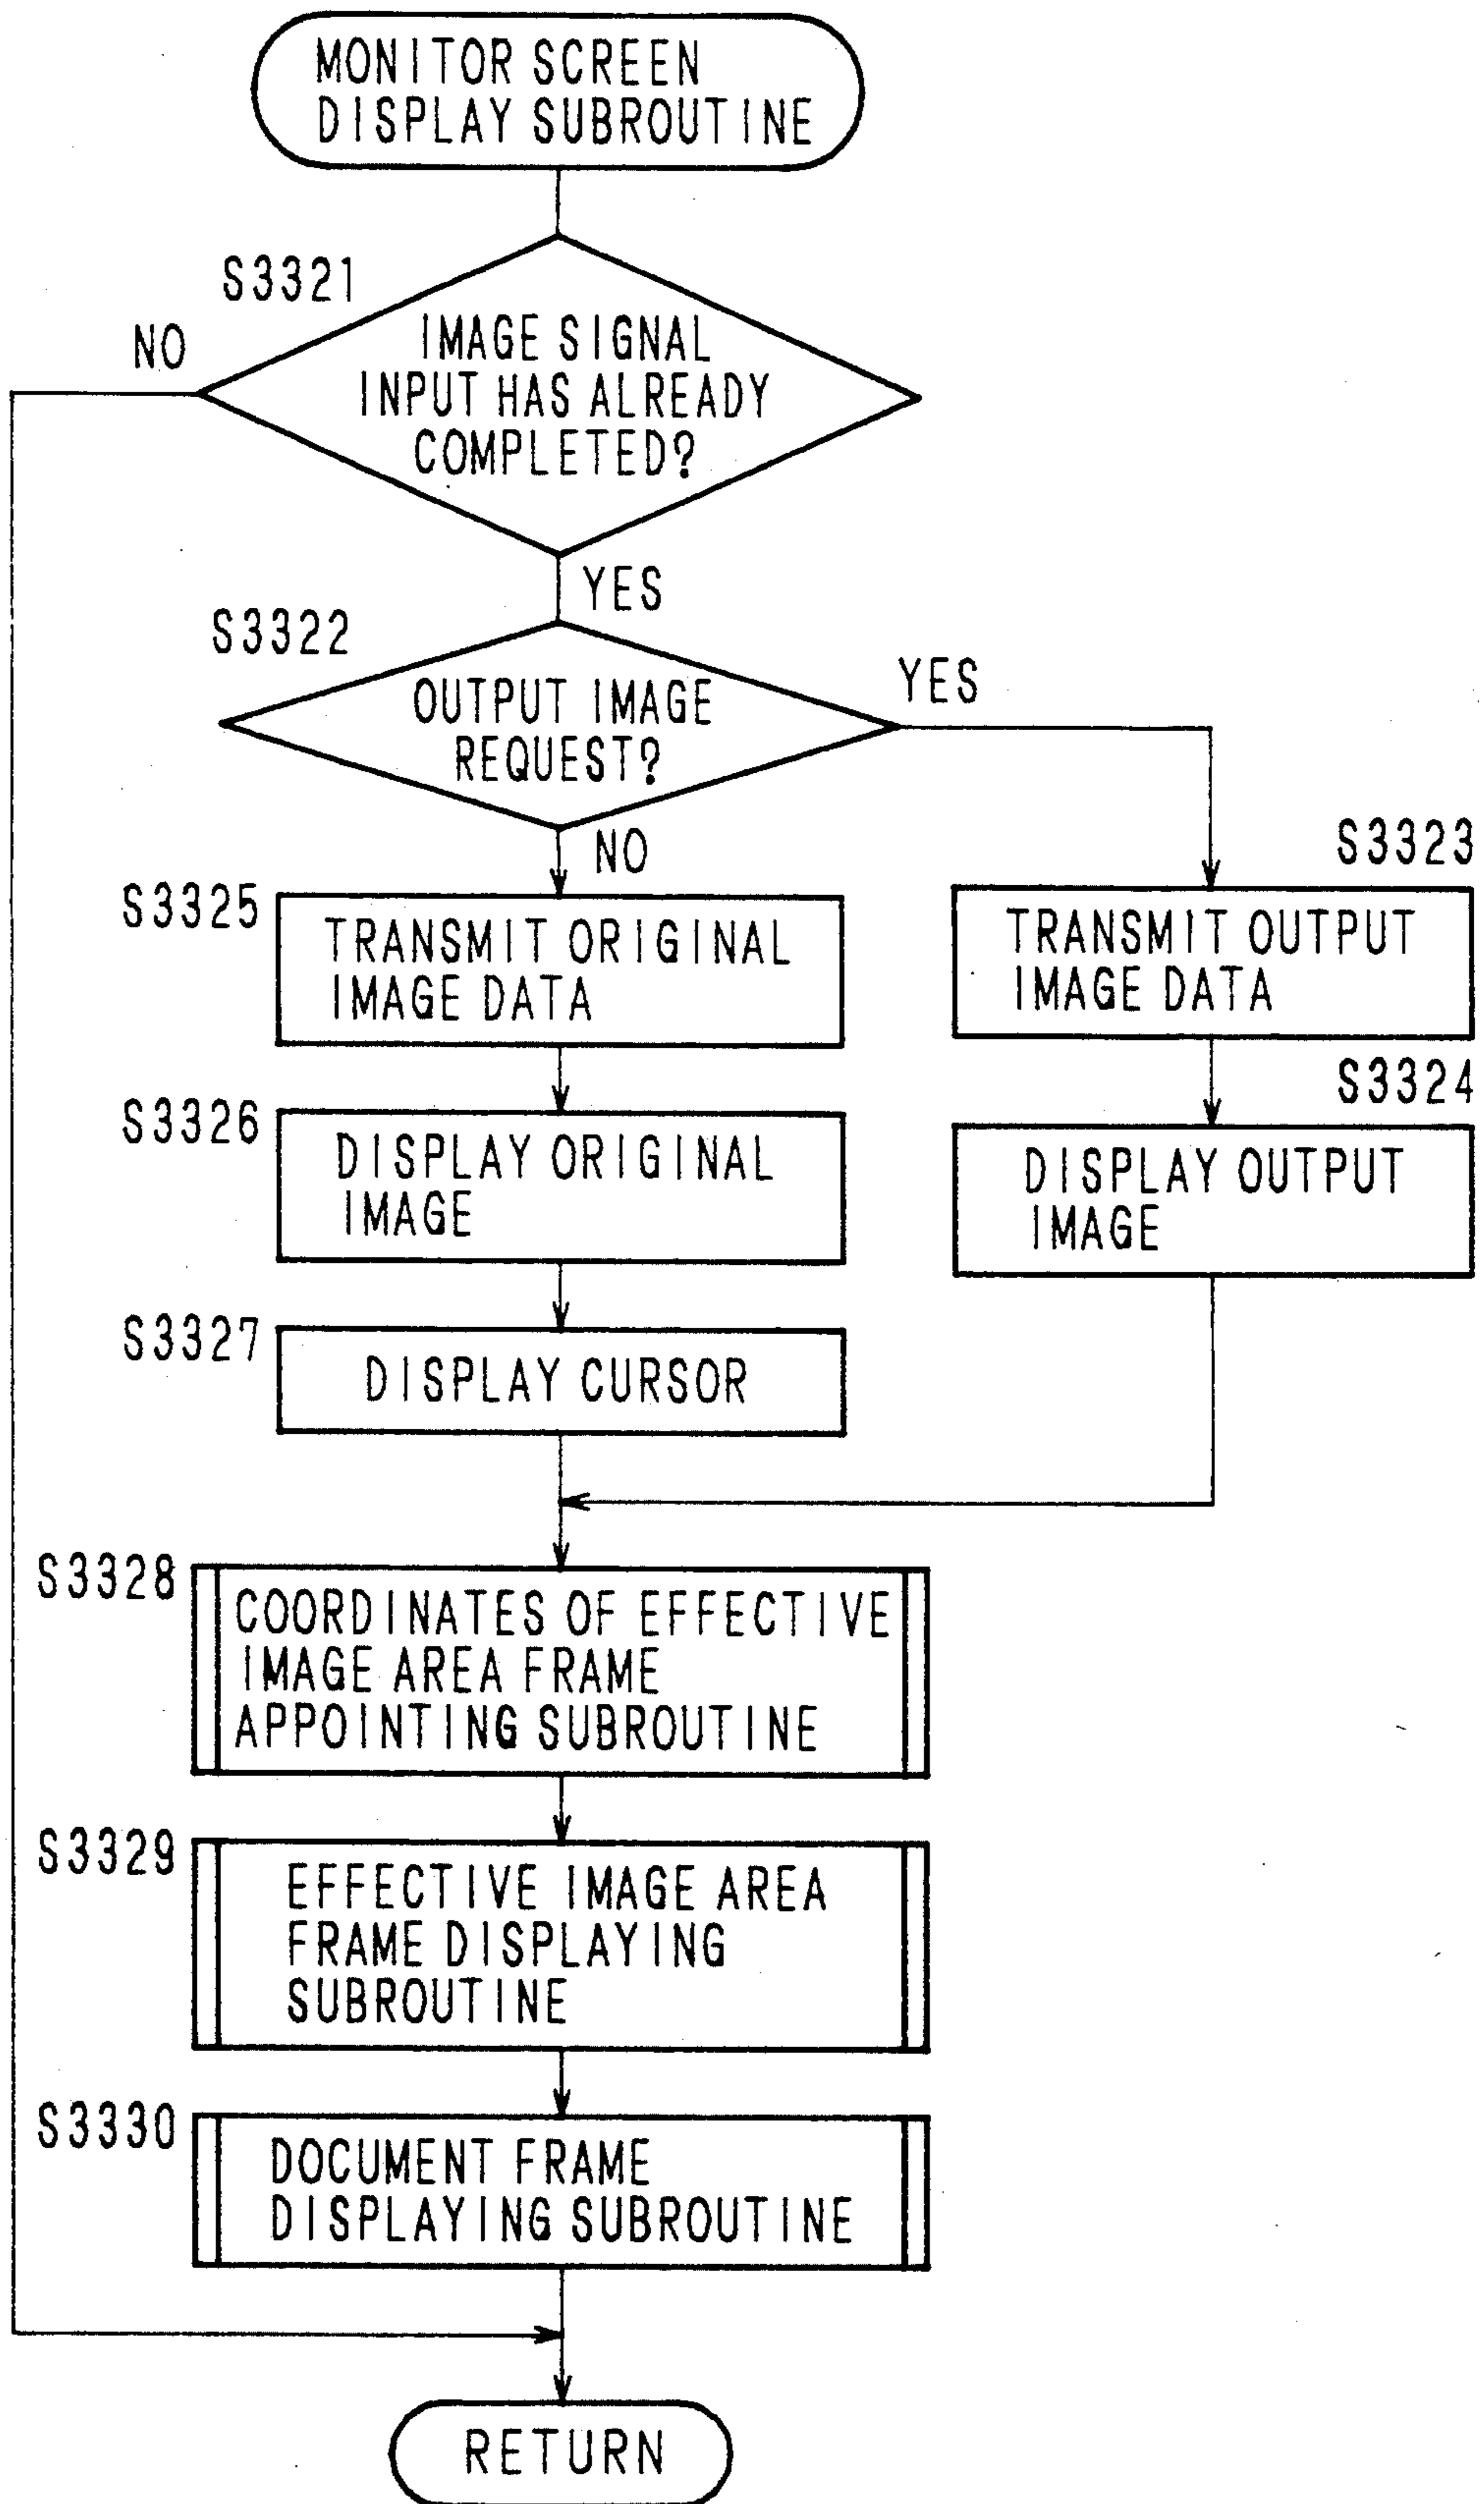 MONITOR SCREEN
DISPLAY SUBROUTINE
S3321
NO
IMAGE SIGNAL
INPUT HAS ALREADY
COMPLETED?
YES
S3322
OUTPUT IMAGE
REQUEST?
YES
NO
S3323
TRANSMIT OUTPUT
IMAGE DATA
S3324
DISPLAY OUTPUT
IMAGE
S3325
TRANSMIT ORIGINAL
IMAGE DATA
S3326
DISPLAY ORIGINAL
IMAGE
S3327
DISPLAY CURSOR
S3328
COORDINATES OF EFFECTIVE
IMAGE AREA FRAME
APPOINTING SUBROUTINE
S3329
EFFECTIVE IMAGE AREA
FRAME DISPLAYING
SUBROUTINE
S3330
DOCUMENT FRAME
DISPLAYING SUBROUTINE
RETURN